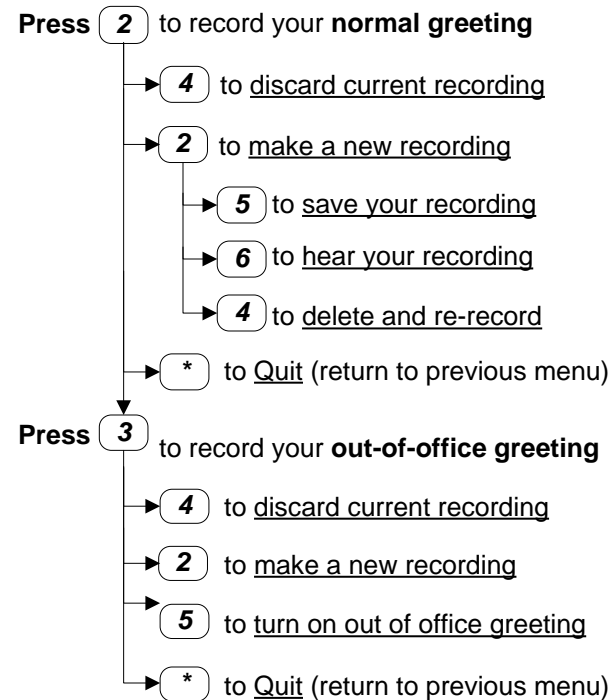 Press 2 to record your normal greeting
4 to discard current recording
2 to make a new recording
5 to save your recording
6 to hear your recording
4 to delete and re-record
* to Quit (return to previous menu)
Press 3 to record your out-of-office greeting
4 to discard current recording
2 to make a new recording
5 to turn on out of office greeting
* to Quit (return to previous menu)